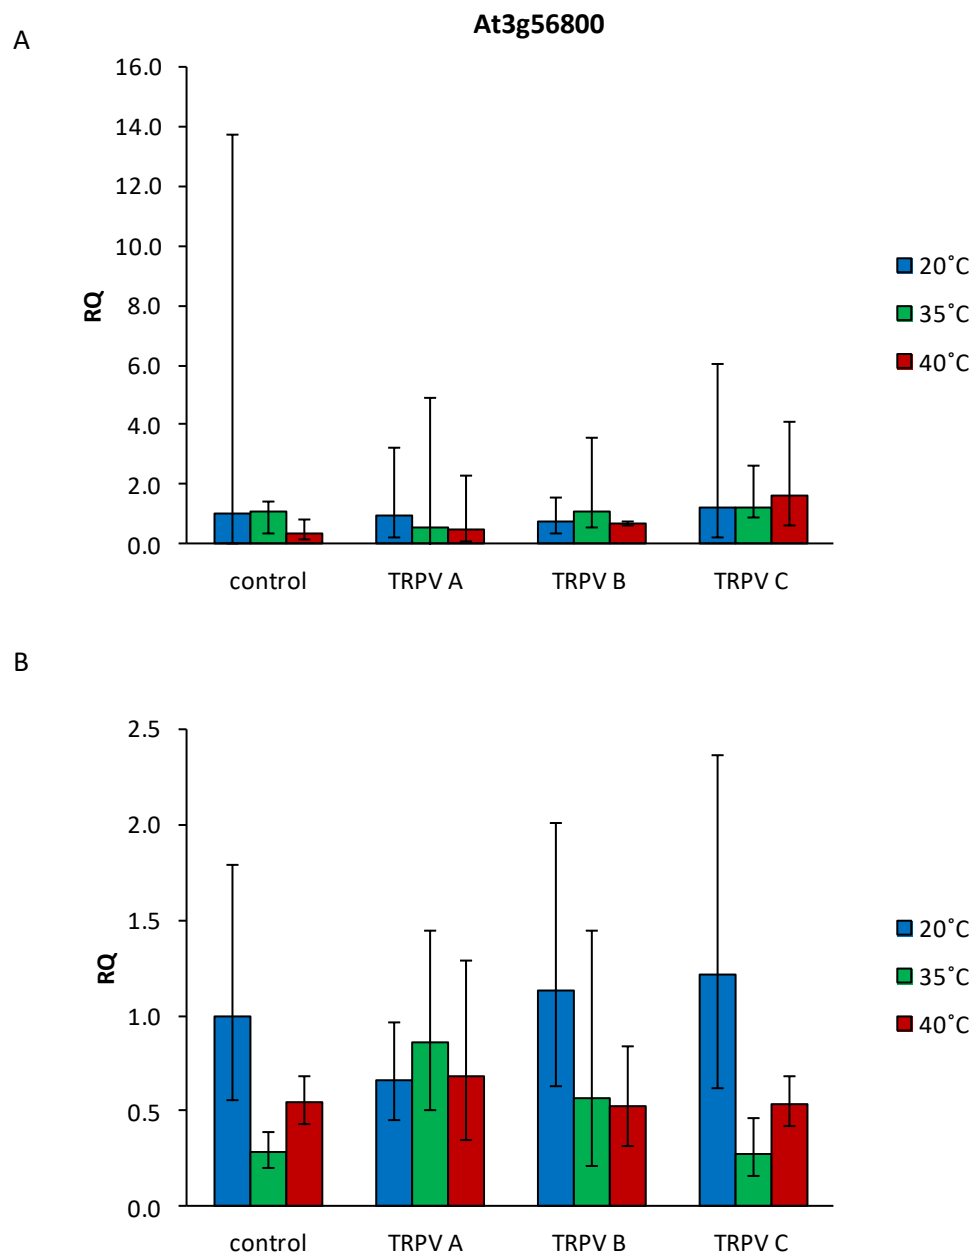 At3g56800
A
16.0
14.0
12.0
10.0
8.0
6.0
4.0
2.0
0.0
RQ
control TRPV A TRPV B TRPV C
20˚C
35˚C
40˚C
B
2.5
2.0
1.5
1.0
0.5
0.0
RQ
control TRPV A TRPV B TRPV C
20˚C
35˚C
40˚C